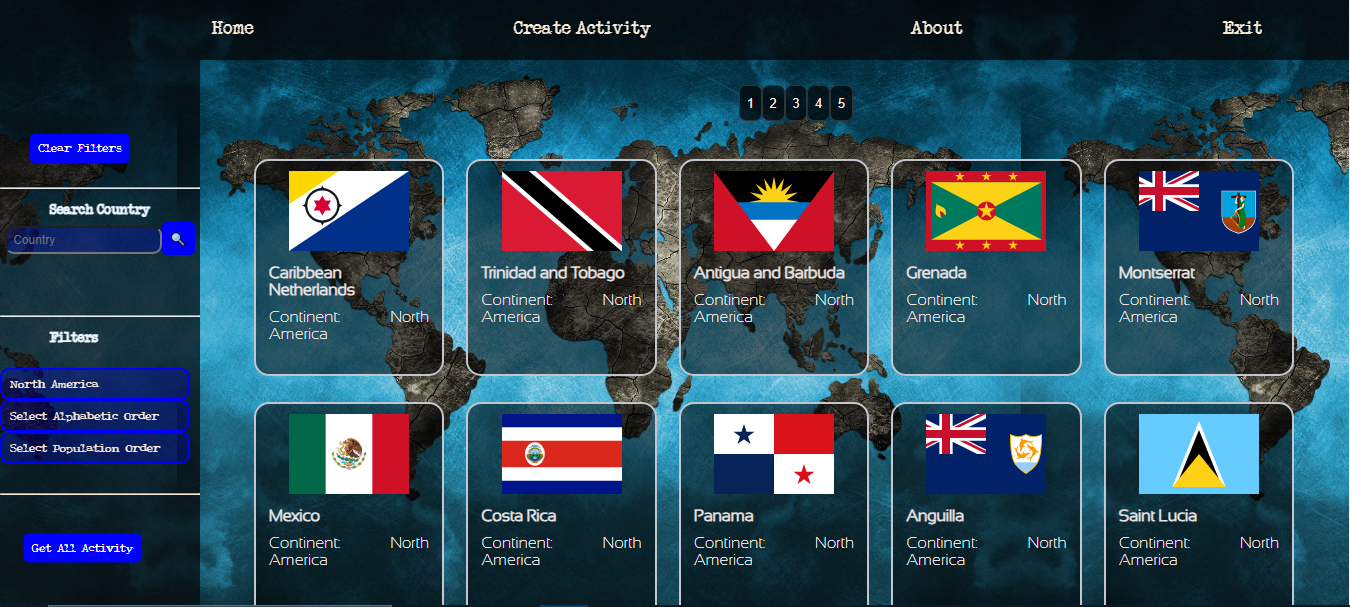 Home Create Activity About Exit
1 2 3 4 5
Clear Filters
Search Country
Country
Filters
North America
Select Alphabetic Order
Select Population Order
Get All Activity
Caribbean
Netherlands
Continent: North
America
Trinidad and Tobago
Continent: North
America
Antigua and Barbuda
Continent: North
America
Grenada
Continent: North
America
Montserrat
Continent: North
America
Mexico
Continent: North
America
Costa Rica
Continent: North
America
Panama
Continent: North
America
Anguilla
Continent: North
America
Saint Lucia
Continent: North
America